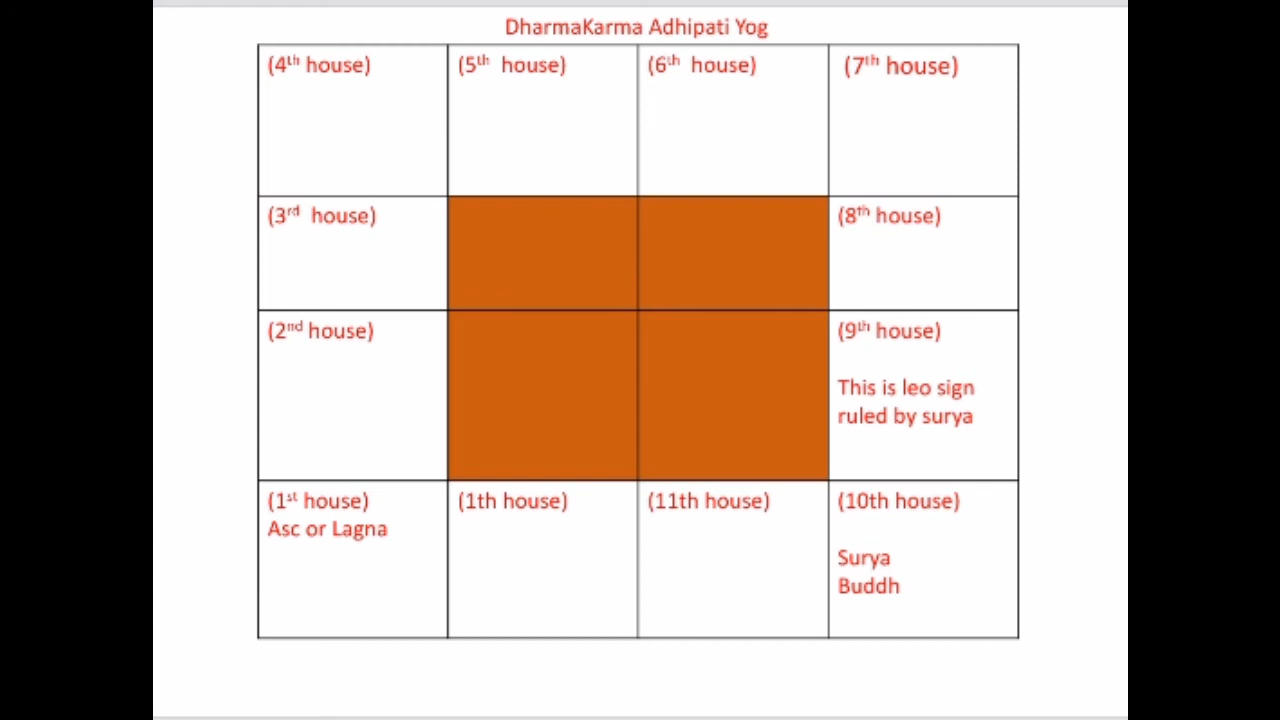 DharmaKarma Adhipati Yog
(4th house)
(5th house)
(6th house)
(7th house)
(3rd house)
(8th house)
(2nd house)
(9th house)
This is leo sign
ruled by surya
(1st house)
Asc or Lagna
(1th house)
(11th house)
(10th house)
Surya
Buddh